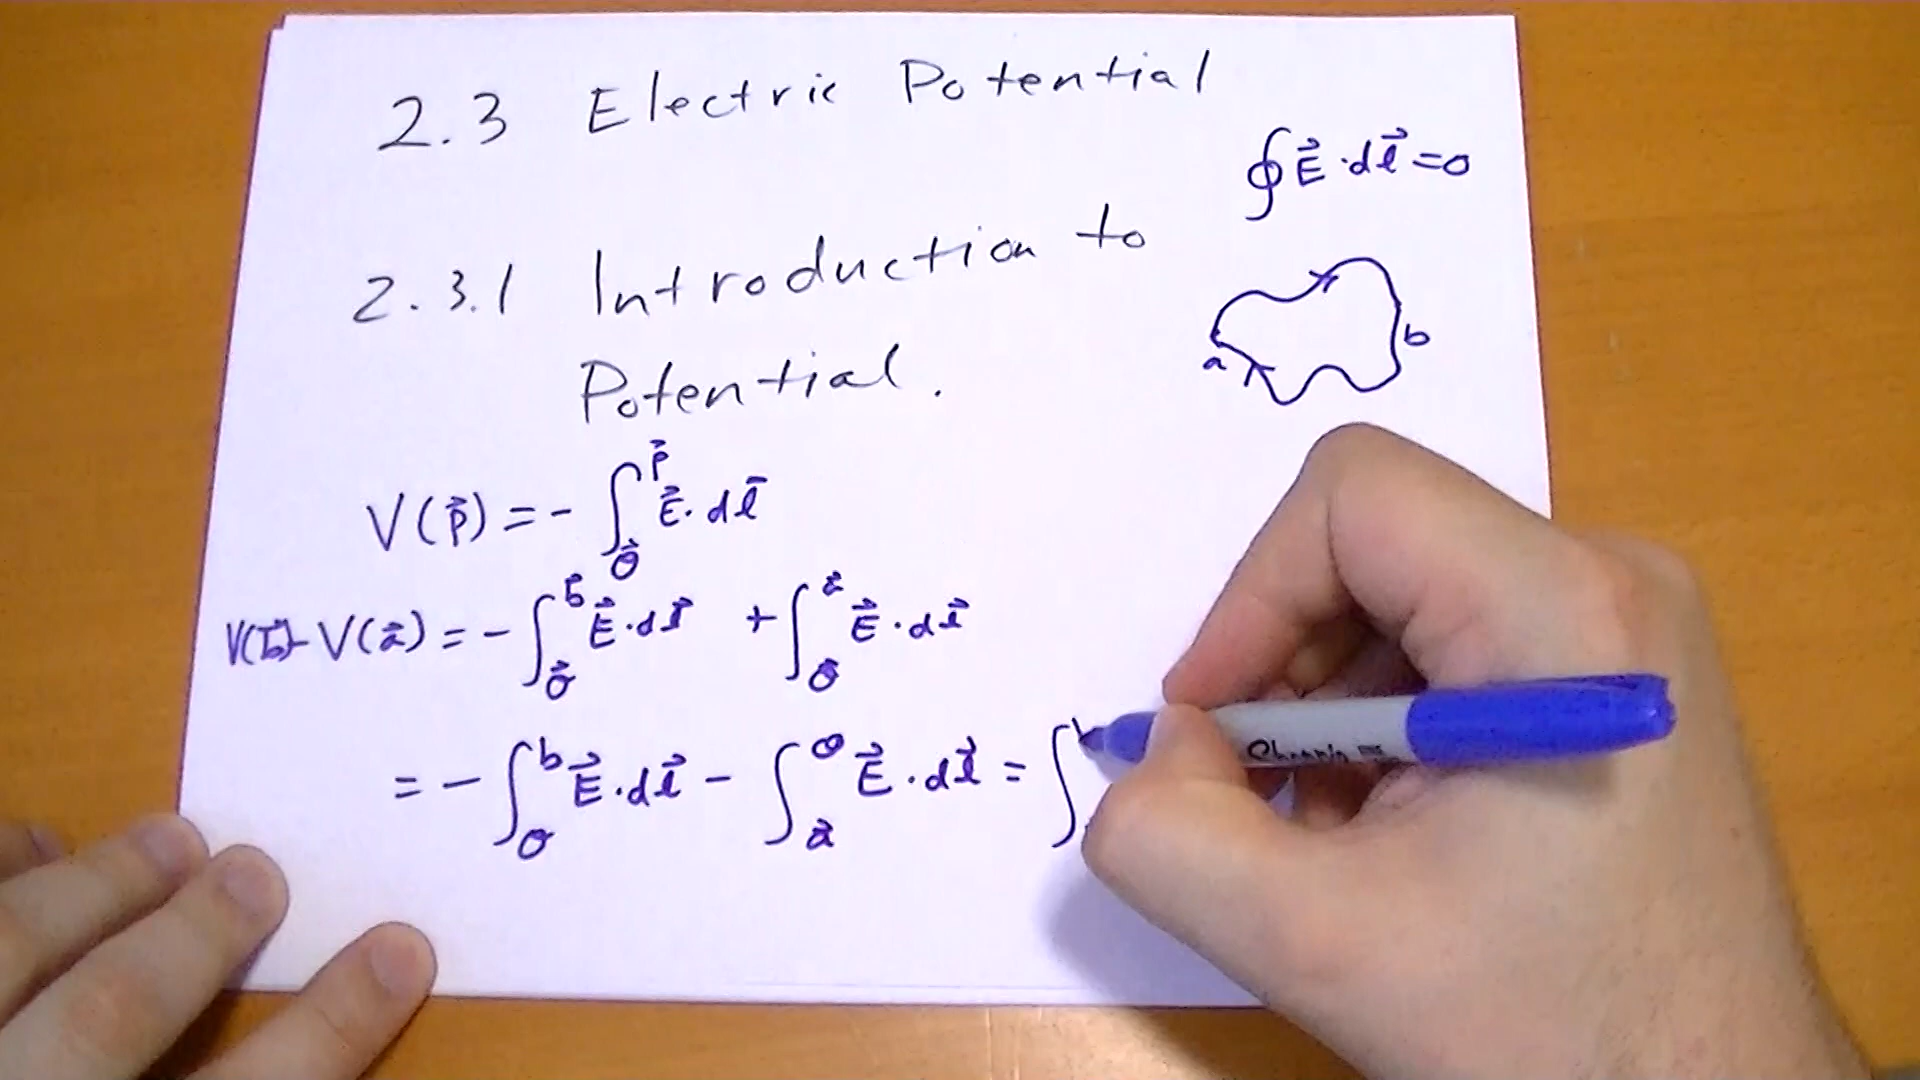 2.3 Electric Potential
∮E⃗·dl⃗=0
2.3.1 Introduction to
Potential.
a
b
V(p⃗)=-∫_O⃗^p⃗ E⃗·dl⃗
V(b⃗)-V(a⃗)=-∫_O⃗^b⃗ E⃗·dl⃗ +∫_O⃗^a⃗ E⃗·dl⃗
=-∫_O^b E⃗·dl⃗ -∫_a⃗^O E⃗·dl⃗ =∫